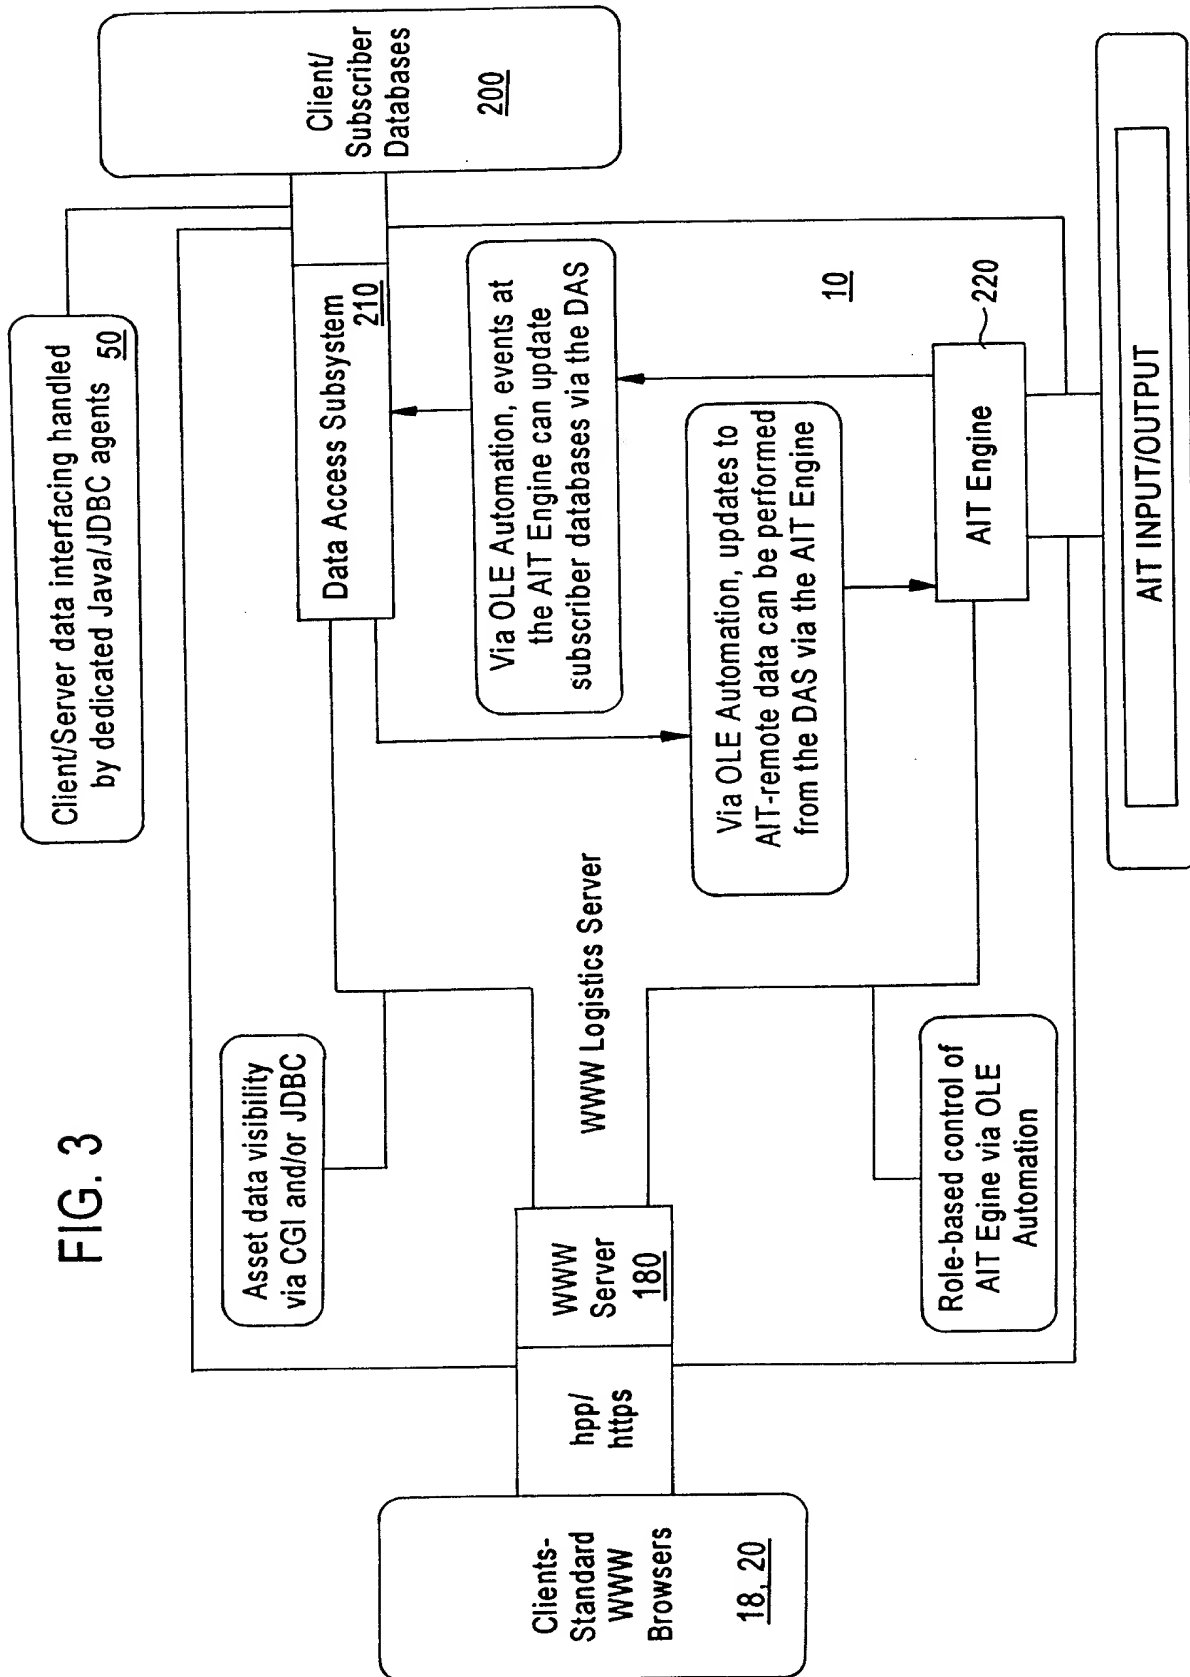 FIG. 3
Client/Server data interfacing handled
by dedicated Java/JDBC agents 50
Asset data visibility
via CGI and/or JDBC
Data Access Subsystem
210
Client/
Subscriber
Databases
200
Via OLE Automation, events at
the AIT Engine can update
subscriber databases via the DAS
Clients-
Standard
WWW
Browsers
18, 20
hpp/
https
WWW
Server
180
WWW Logistics Server
10
Via OLE Automation, updates to
AIT-remote data can be performed
from the DAS via the AIT Engine
Role-based control of
AIT Egine via OLE
Automation
AIT Engine
220
AIT INPUT/OUTPUT